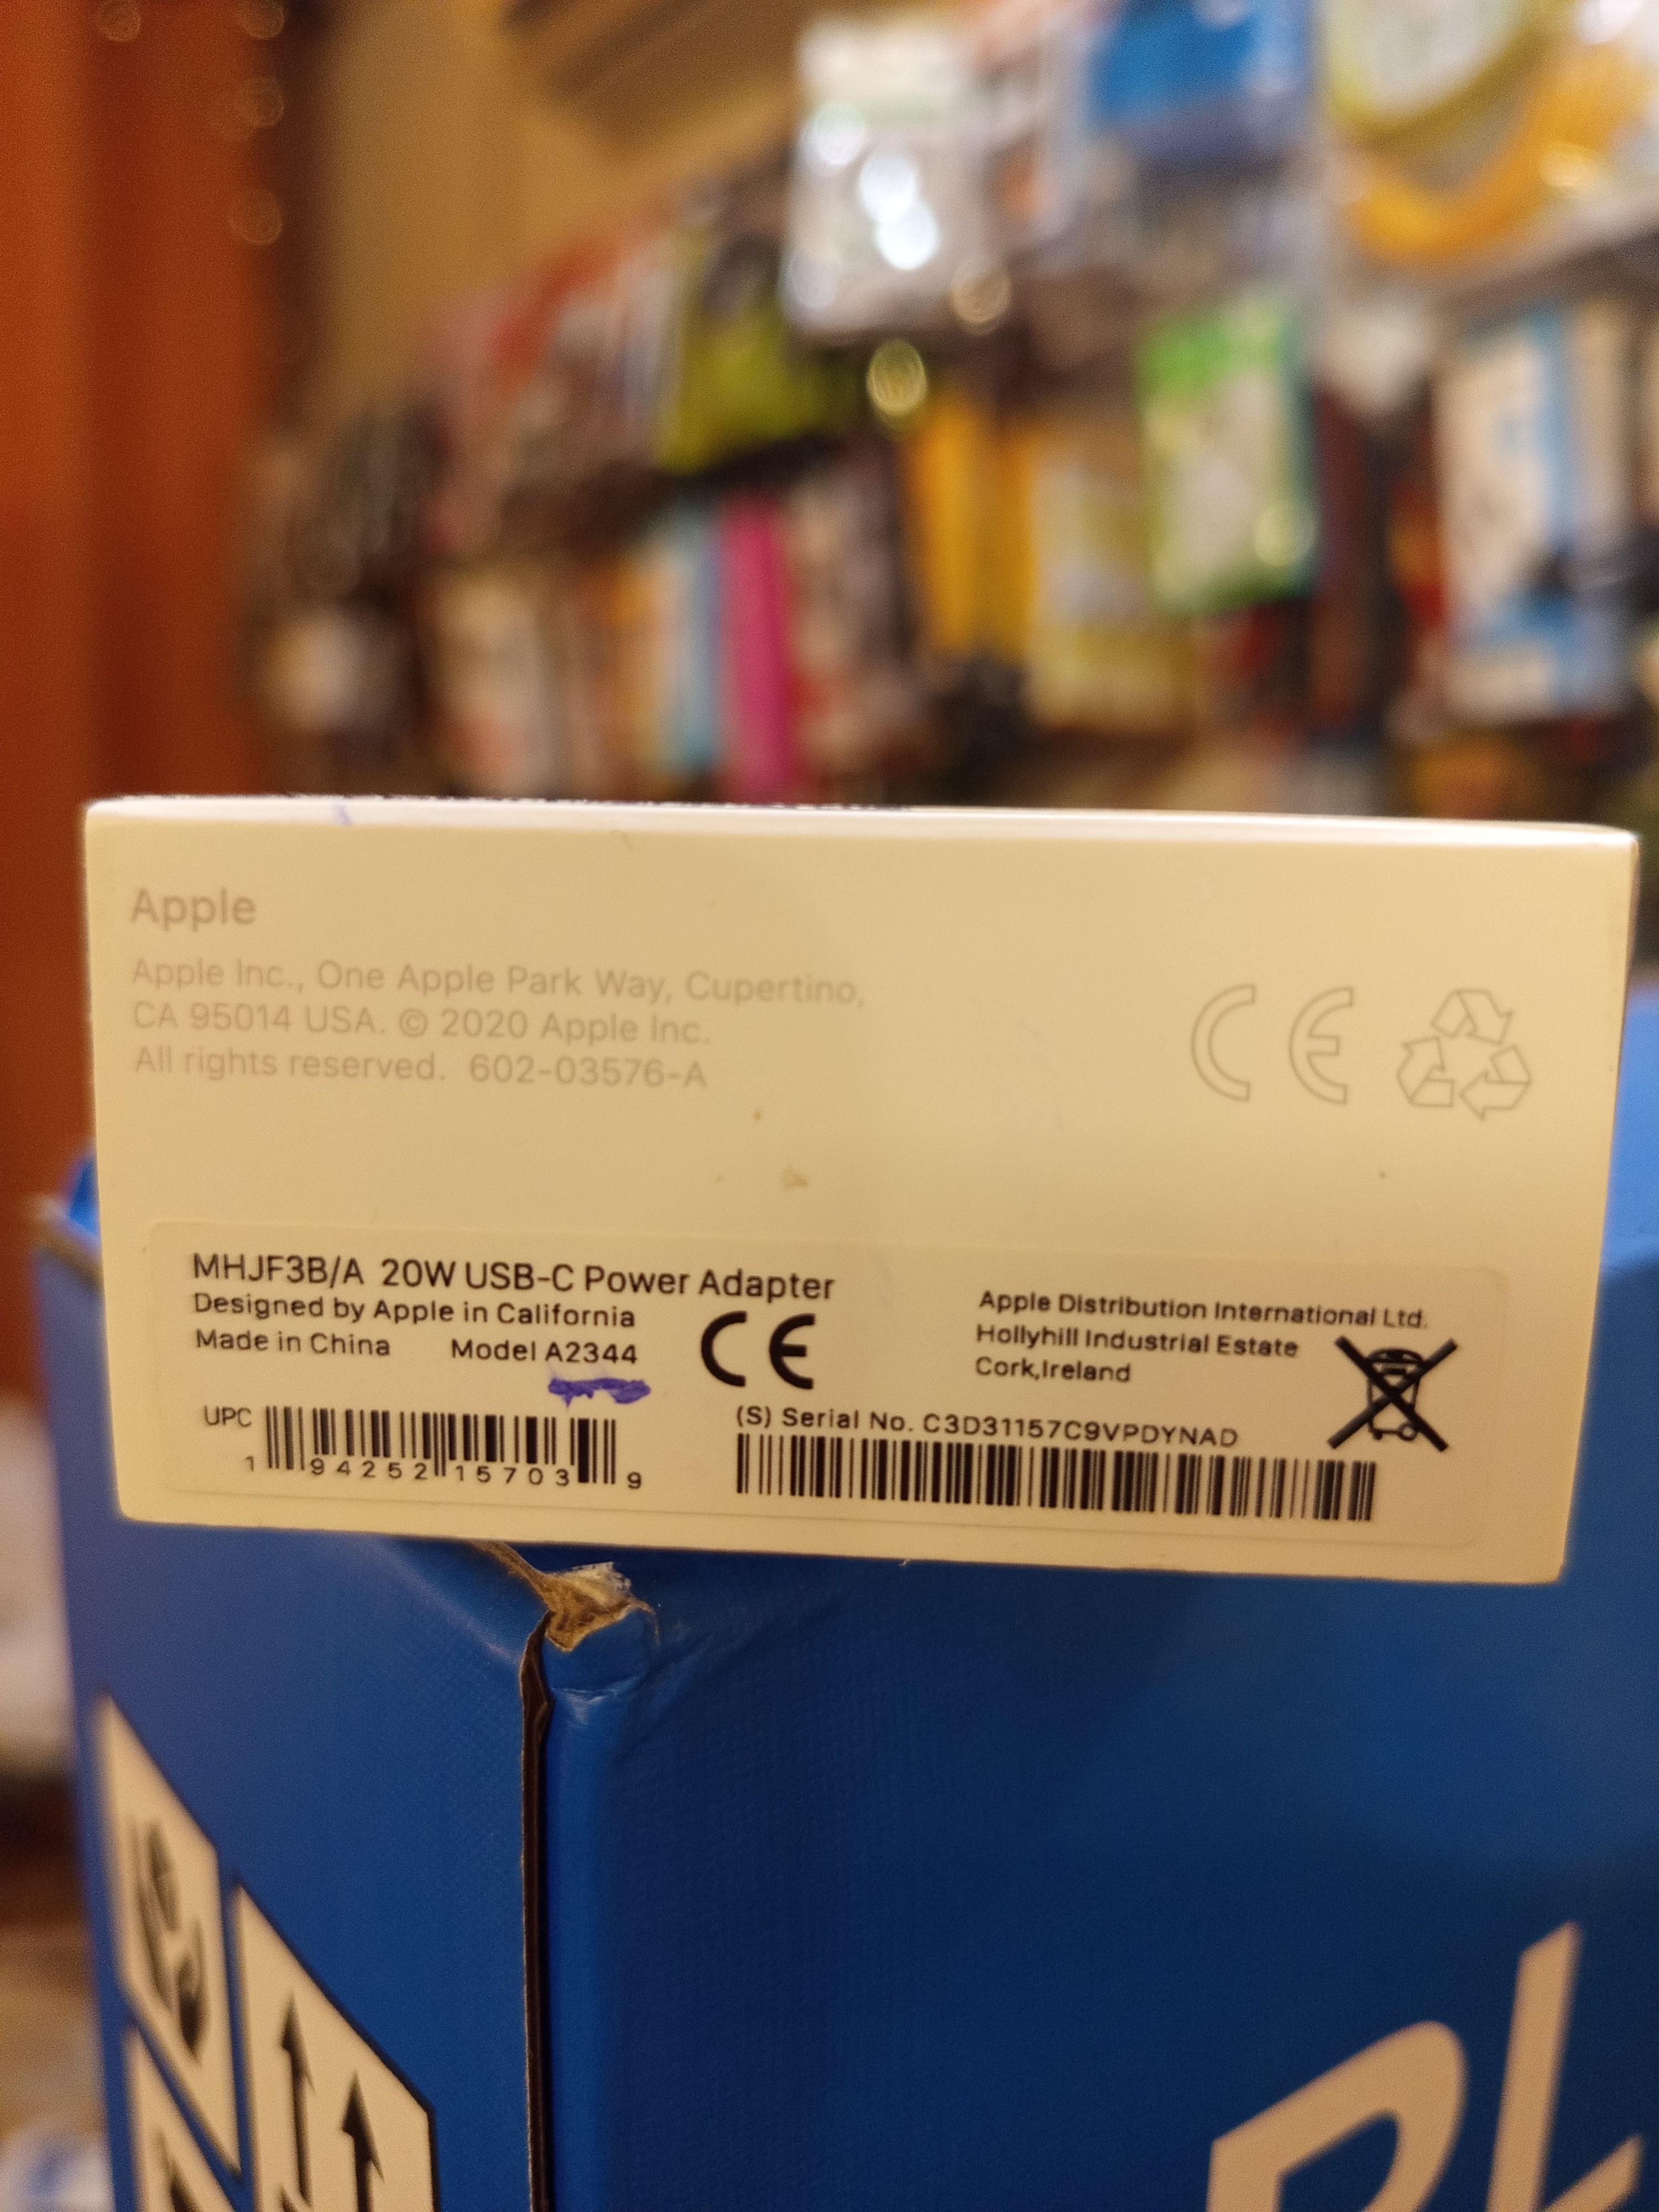 Apple
Apple Inc., One Apple Park Way, Cupertino,
CA 95014 USA. © 2020 Apple Inc.
All rights reserved. 602-03576-A
CE
MHJF3B/A 20W USB-C Power Adapter
Designed by Apple in California
Made in China Model A2344
CE
Apple Distribution International Ltd.
Hollyhill Industrial Estate
Cork,Ireland
UPC
1 94252 15703 9
(S) Serial No. C3D31157C9VPDYNAD